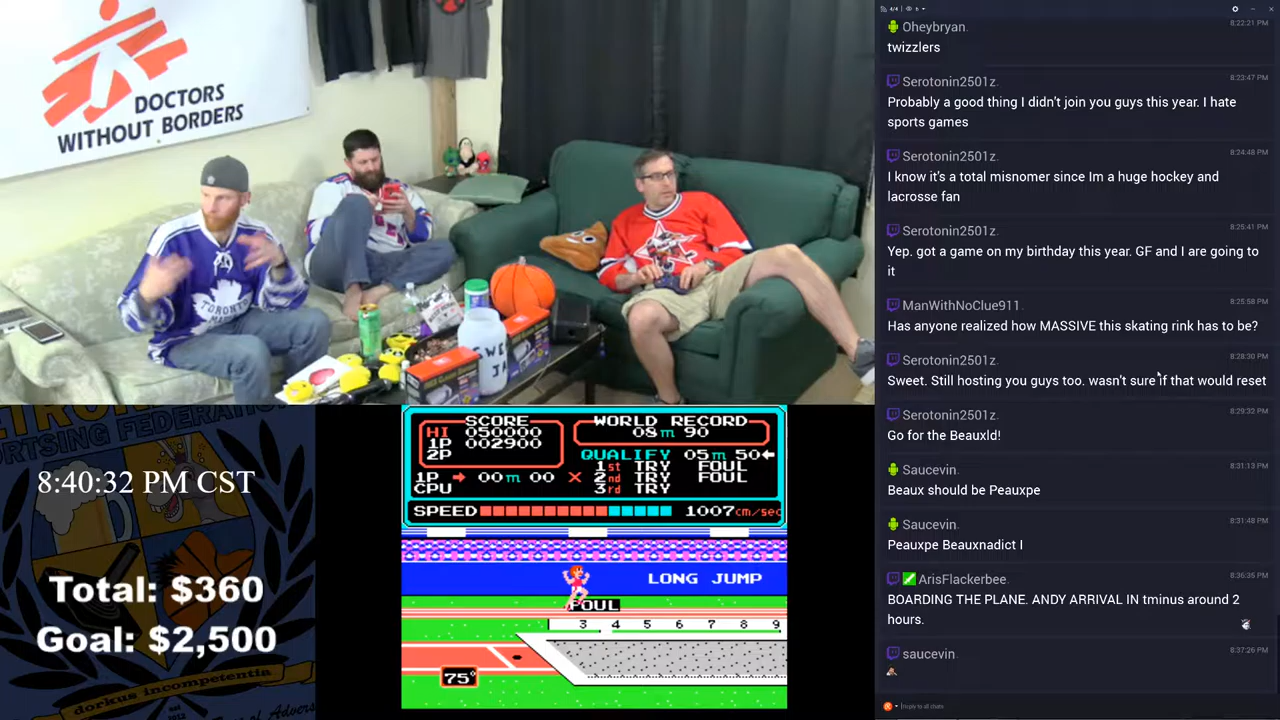 DOCTORS
WITHOUT BORDERS
TORONTO
8:40:32 PM CST
Total: $360
Goal: $2,500
dorkus incompetentia
SCORE
HI 050000
1P 002900
2P
WORLD RECORD
08m 90
QUALIFY 05m 50
1st TRY FOUL
1P → 00m 00 × 2nd TRY FOUL
CPU 3rd TRY
SPEED 1007cm/sec
LONG JUMP
FOUL
3 4 5 6 7 8 9
75°
4/4
Oheybryan. 8:22:21 PM
twizzlers
Serotonin2501z. 8:23:47 PM
Probably a good thing I didn't join you guys this year. I hate
sports games
Serotonin2501z. 8:24:48 PM
I know it's a total misnomer since Im a huge hockey and
lacrosse fan
Serotonin2501z. 8:25:41 PM
Yep. got a game on my birthday this year. GF and I are going to
it
ManWithNoClue911. 8:25:58 PM
Has anyone realized how MASSIVE this skating rink has to be?
Serotonin2501z. 8:28:30 PM
Sweet. Still hosting you guys too. wasn't sure if that would reset
Serotonin2501z. 8:29:32 PM
Go for the Beauxld!
Saucevin. 8:31:13 PM
Beaux should be Peauxpe
Saucevin. 8:31:48 PM
Peauxpe Beauxnadict I
ArisFlackerbee. 8:36:35 PM
BOARDING THE PLANE. ANDY ARRIVAL IN tminus around 2
hours.
saucevin. 8:37:26 PM
Reply to all chats